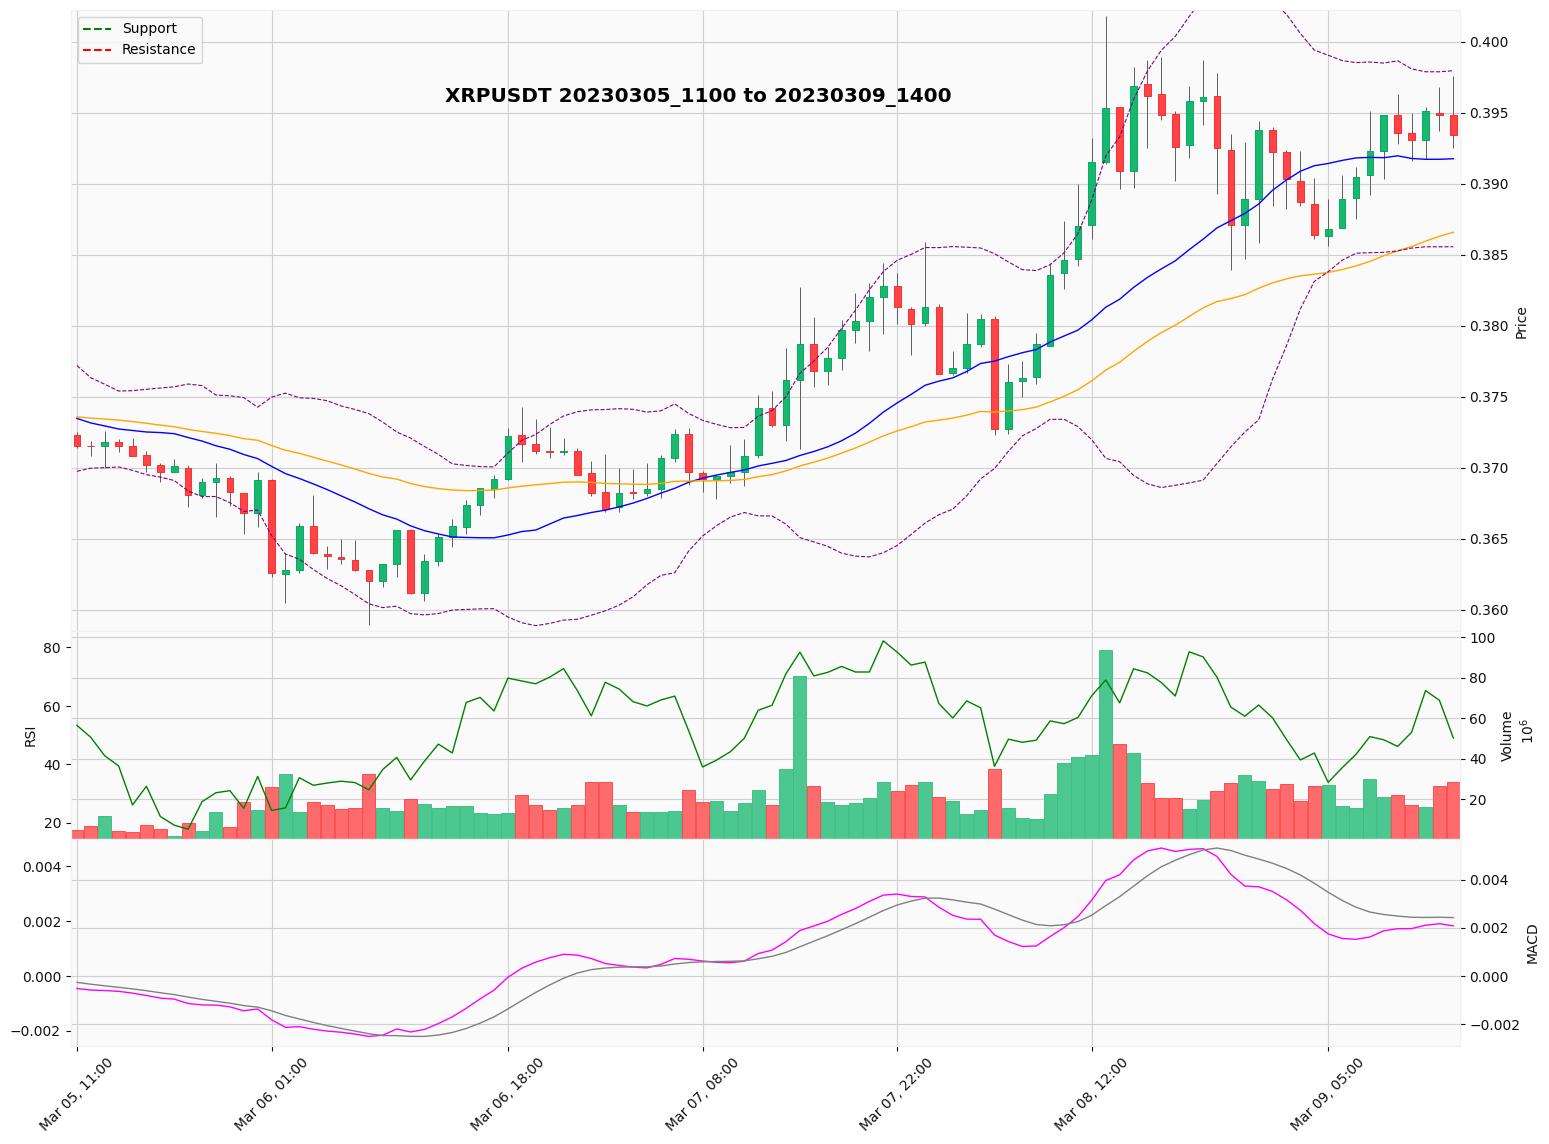 Support
Resistance
XRPUSDT 20230305_1100 to 20230309_1400
0.400
0.395
0.390
0.385
0.380
0.375
0.370
0.365
0.360
Price
80
60
40
20
RSI
100
80
60
40
20
Volume
10^6
0.004
0.002
0.000
−0.002
0.004
0.002
0.000
−0.002
MACD
Mar 05, 11:00
Mar 06, 01:00
Mar 06, 18:00
Mar 07, 08:00
Mar 07, 22:00
Mar 08, 12:00
Mar 09, 05:00